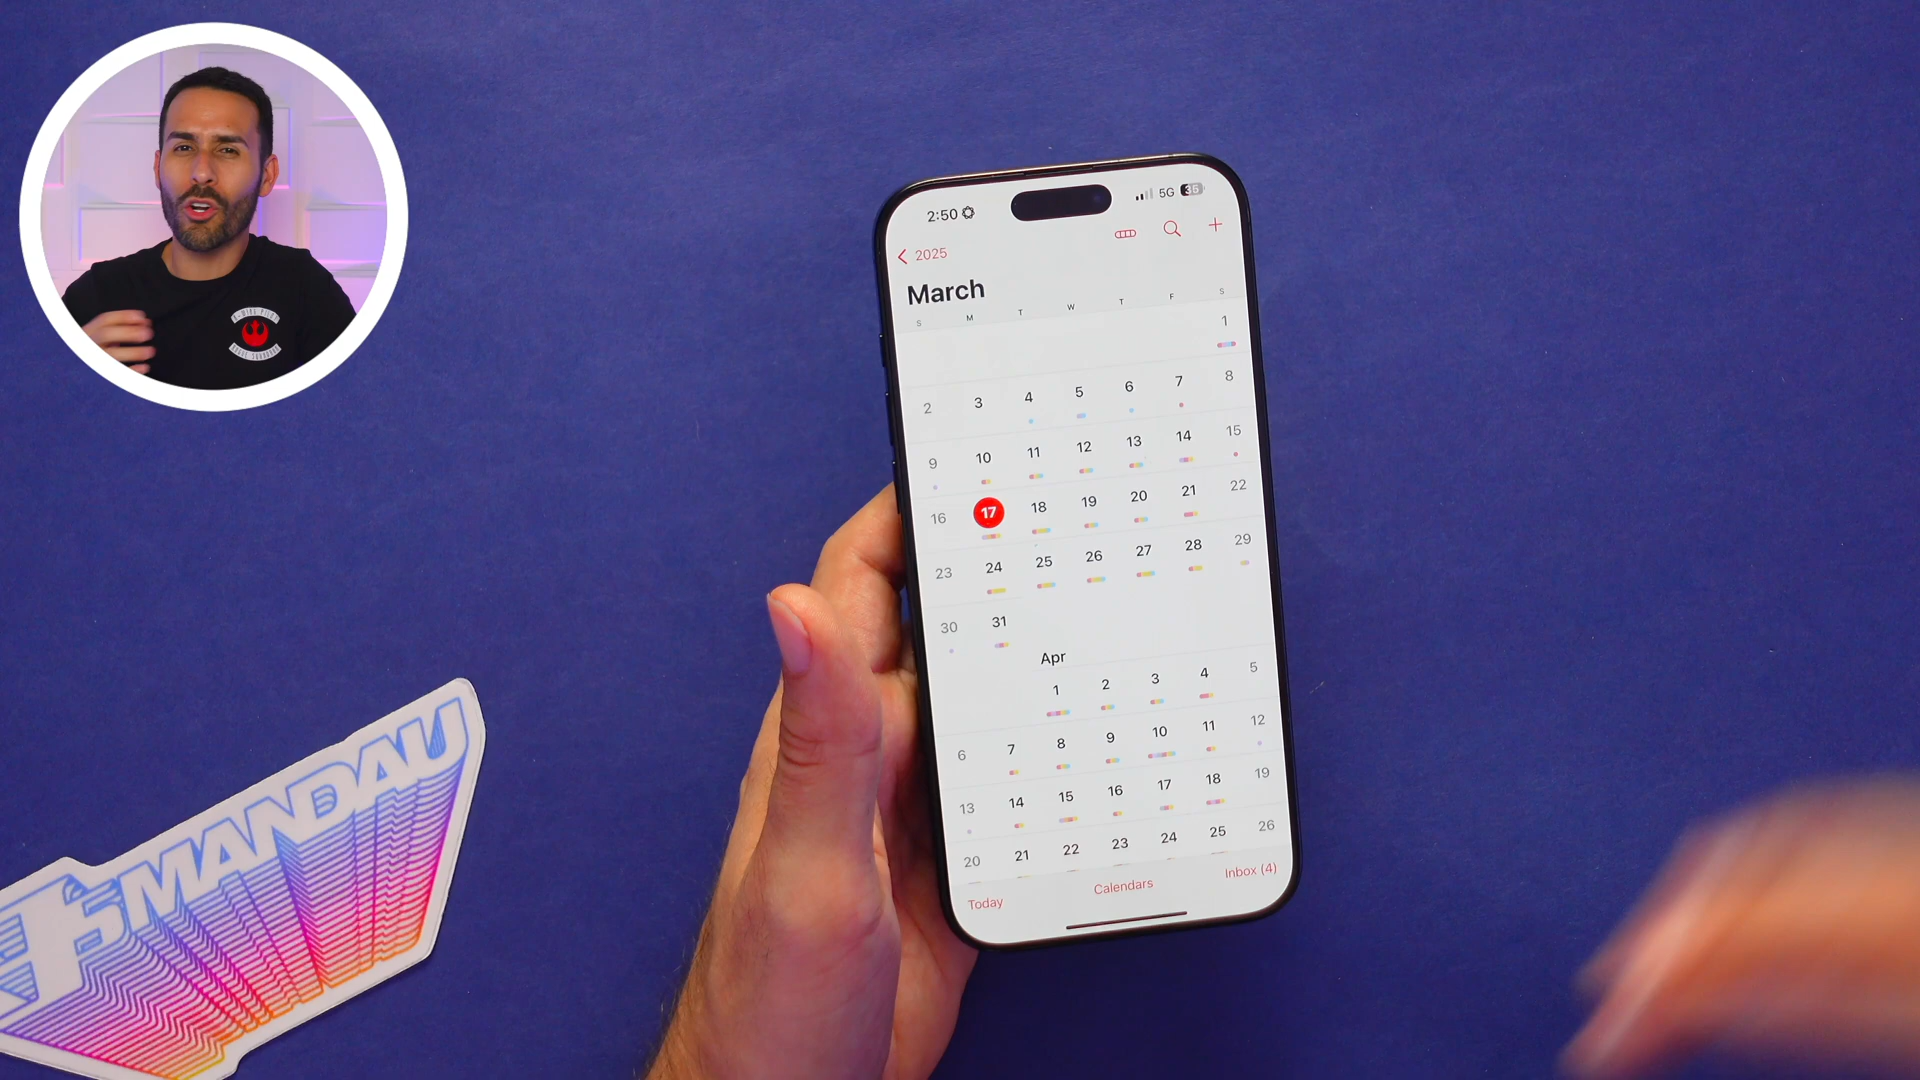 2:50 5G 35
2025
March
S M T W T F S
1
2 3 4 5 6 7 8
9 10 11 12 13 14 15
16 17 18 19 20 21 22
23 24 25 26 27 28 29
30 31
Apr
1 2 3 4 5
6 7 8 9 10 11 12
13 14 15 16 17 18 19
20 21 22 23 24 25 26
Today Calendars Inbox (4)
SMANDAU